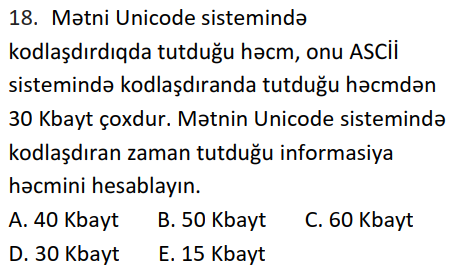 18. Mətni Unicode sistemində
kodlaşdırdıqda tutduğu həcm, onu ASCİİ
sistemində kodlaşdıranda tutduğu həcmdən
30 Kbayt çoxdur. Mətnin Unicode sistemində
kodlaşdıran zaman tutduğu informasiya
həcmini hesablayın.
A. 40 Kbayt B. 50 Kbayt C. 60 Kbayt
D. 30 Kbayt E. 15 Kbayt